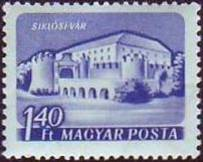 SIKLÓSI-VÁR
1.40
Ft MAGYAR POSTA